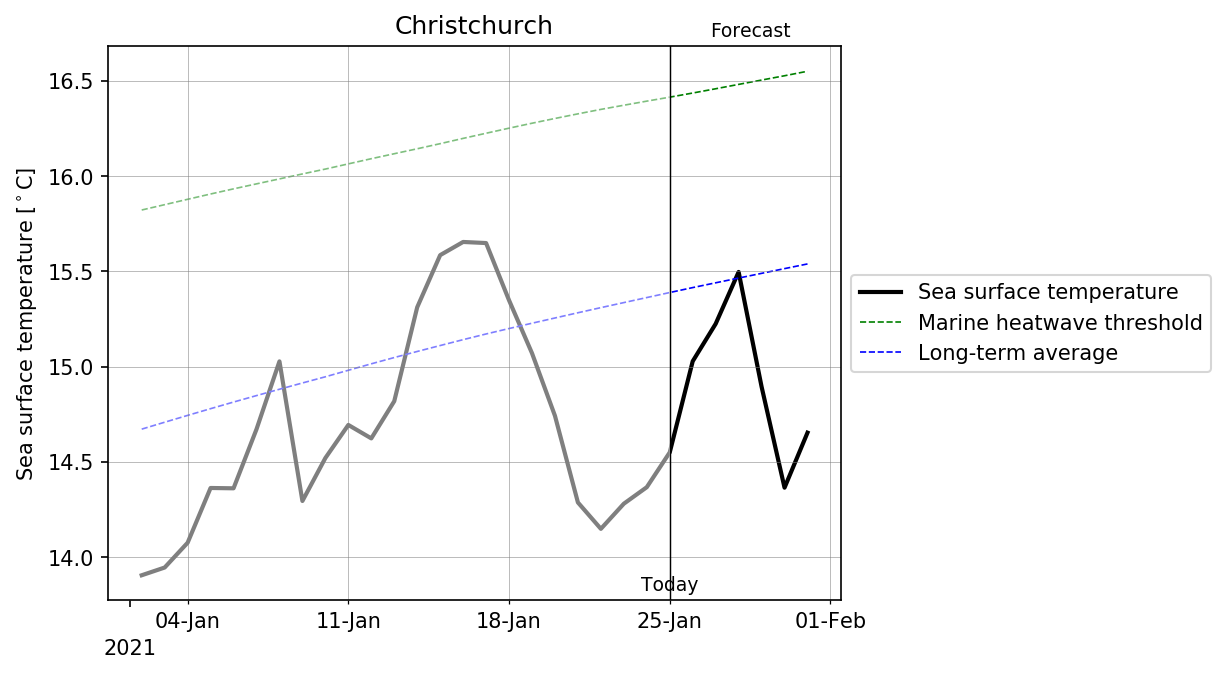 Christchurch
Forecast
16.5
16.0
15.5
15.0
14.5
14.0
Sea surface temperature [°C]
Today
04-Jan
11-Jan
18-Jan
25-Jan
01-Feb
2021
Sea surface temperature
Marine heatwave threshold
Long-term average